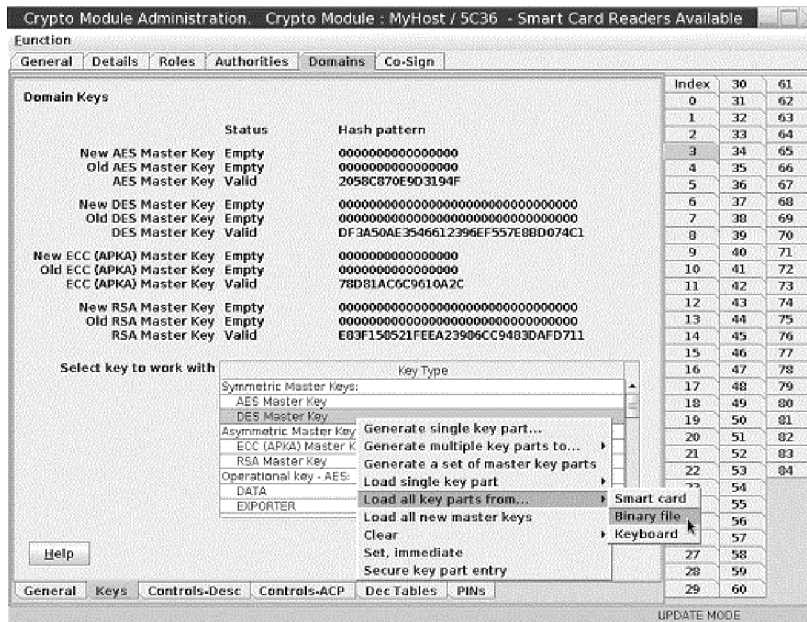 Crypto Module Administration. Crypto Module : MyHost / 5C36 - Smart Card Readers Available
Function
General Details Roles Authorities Domains Co-Sign
Domain Keys
Status Hash pattern
New AES Master Key Empty 0000000000000000
Old AES Master Key Empty 0000000000000000
AES Master Key Valid 2058C870E9D3194F
New DES Master Key Empty 00000000000000000000000000000000
Old DES Master Key Empty 00000000000000000000000000000000
DES Master Key Valid DF3A50AE3546612396EF557E8BD074C1
New ECC (APKA) Master Key Empty 0000000000000000
Old ECC (APKA) Master Key Empty 0000000000000000
ECC (APKA) Master Key Valid 78D81AC6C9610A2C
New RSA Master Key Empty 00000000000000000000000000000000
Old RSA Master Key Empty 00000000000000000000000000000000
RSA Master Key Valid E83F158521FEEA23986CC9483DAFD711
Select key to work with
Key Type
Symmetric Master Keys:
AES Master Key
DES Master Key
Asymmetric Master Key
ECC (APKA) Master K
RSA Master Key
Operational key - AES:
DATA
EXPORTER
Generate single key part...
Generate multiple key parts to...
Generate a set of master key parts
Load single key part
Load all key parts from...
Load all new master keys
Clear
Set, immediate
Secure key part entry
Smart card
Binary file
Keyboard
Help
General Keys Controls-Desc Controls-ACP Dec Tables PINs
Index 30 61
0 31 62
1 32 63
2 33 64
3 34 65
4 35 66
5 36 67
6 37 68
7 38 69
8 39 70
9 40 71
10 41 72
11 42 73
12 43 74
13 44 75
14 45 76
15 46 77
16 47 78
17 48 79
18 49 80
19 50 81
20 51 82
21 52 83
22 53 84
54
55
56
57
27 58
28 59
29 60
UPDATE MODE